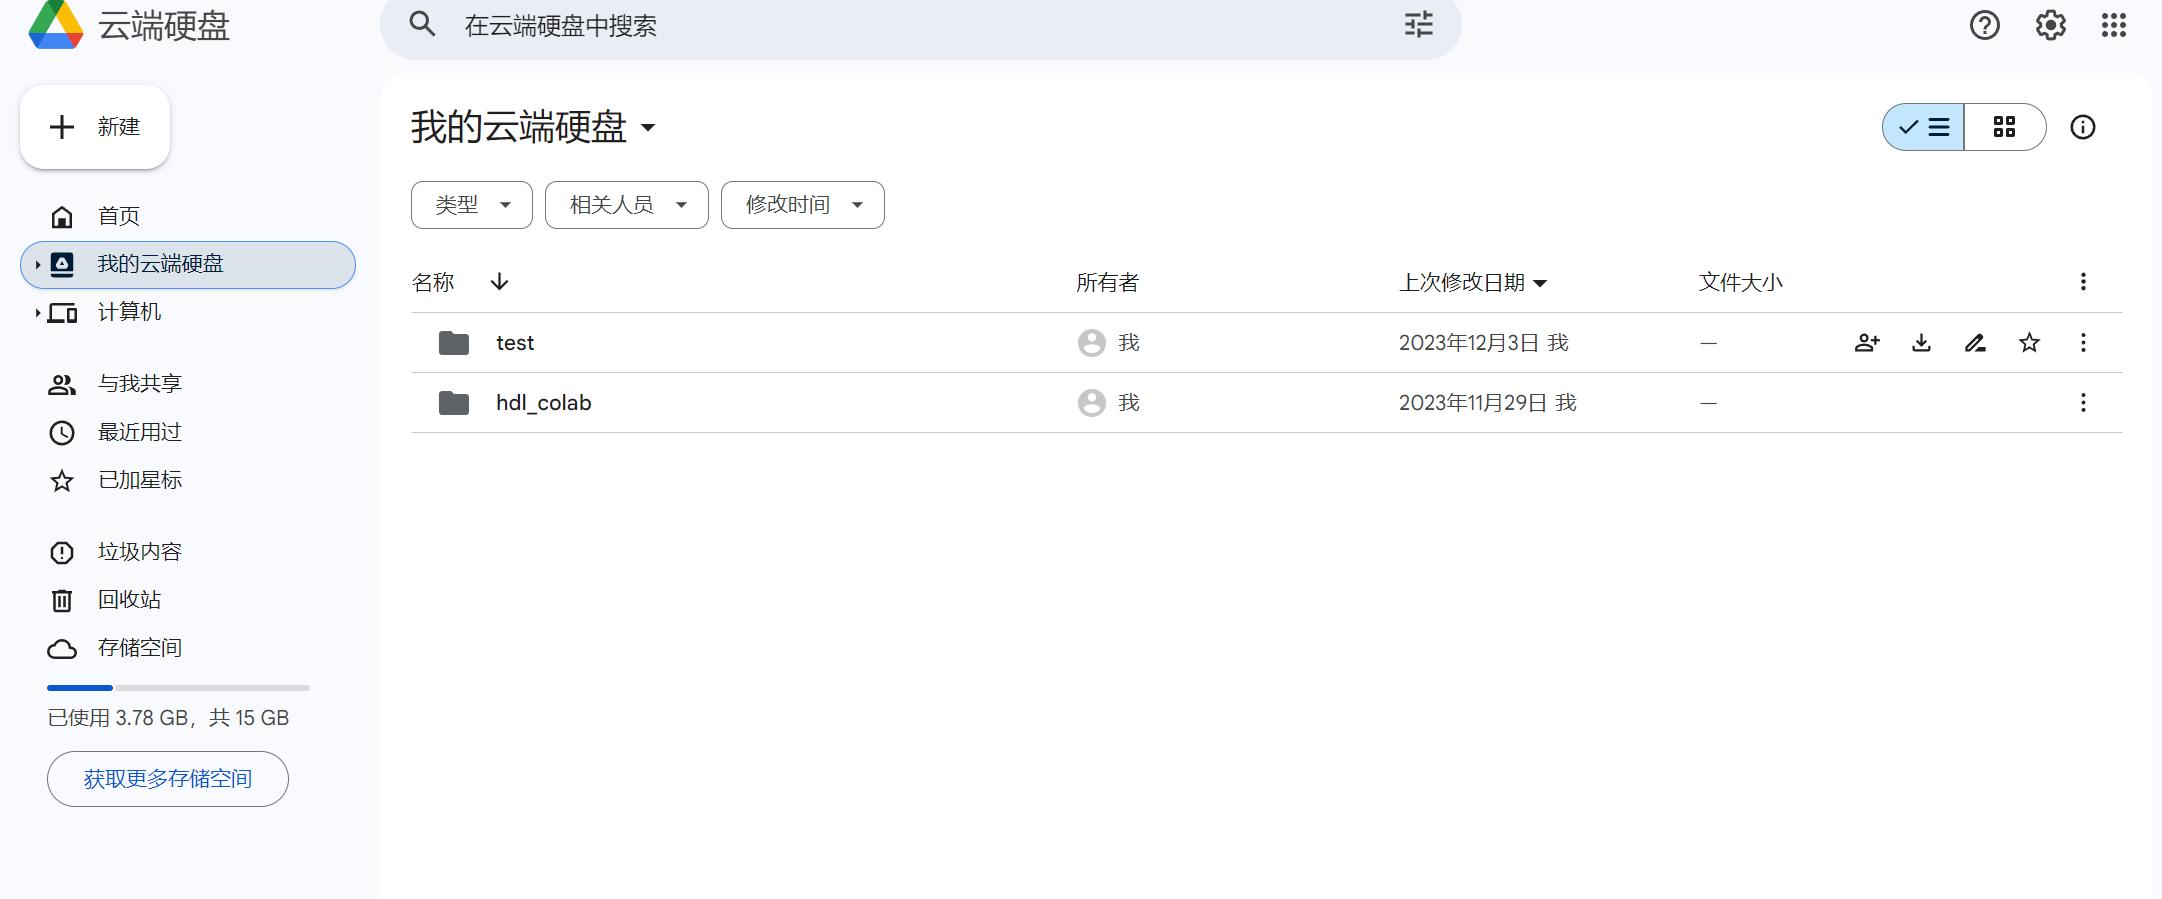 云端硬盘
在云端硬盘中搜索
新建
首页
我的云端硬盘
计算机
与我共享
最近用过
已加星标
垃圾内容
回收站
存储空间
已使用 3.78 GB，共 15 GB
获取更多存储空间
我的云端硬盘
类型 相关人员 修改时间
名称 所有者 上次修改日期 文件大小
test 我 2023年12月3日 我 —
hdl_colab 我 2023年11月29日 我 —